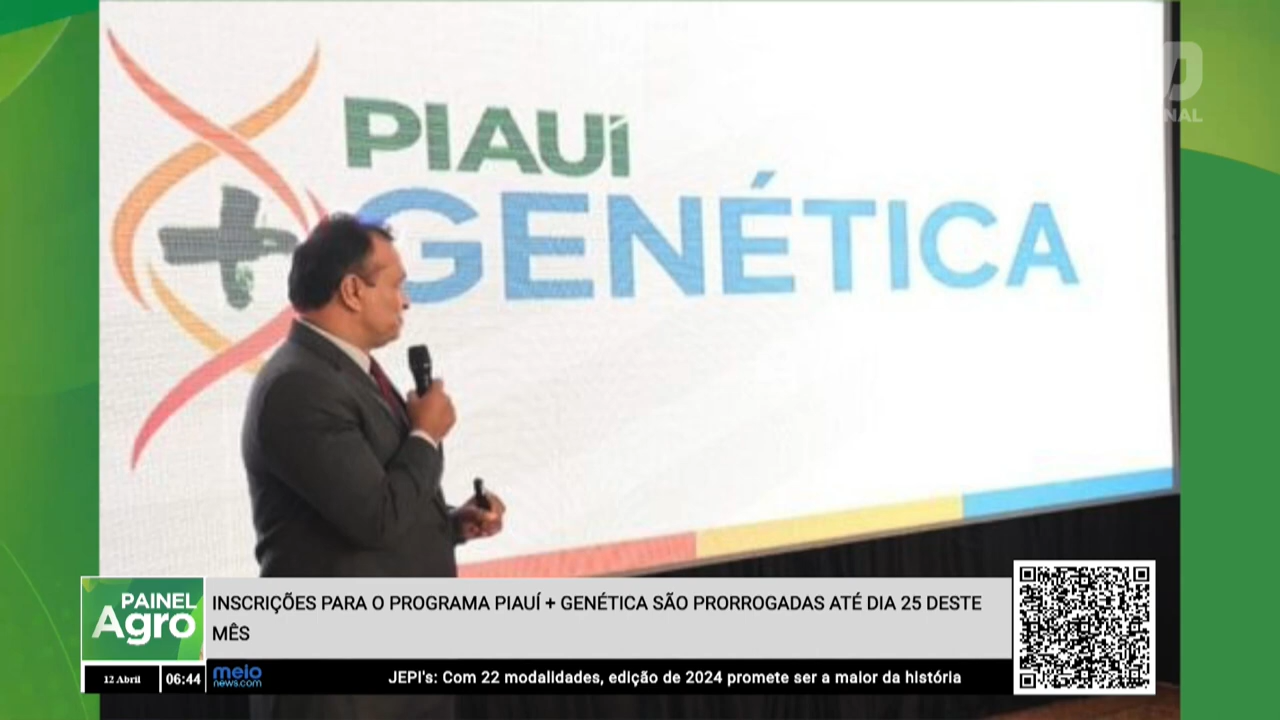 PIAUÍ
+GENÉTICA
NAL
PAINEL
Agro
INSCRIÇÕES PARA O PROGRAMA PIAUÍ + GENÉTICA SÃO PRORROGADAS ATÉ DIA 25 DESTE
MÊS
12 Abril
06:44
meio
news.com
JEPI's: Com 22 modalidades, edição de 2024 promete ser a maior da história